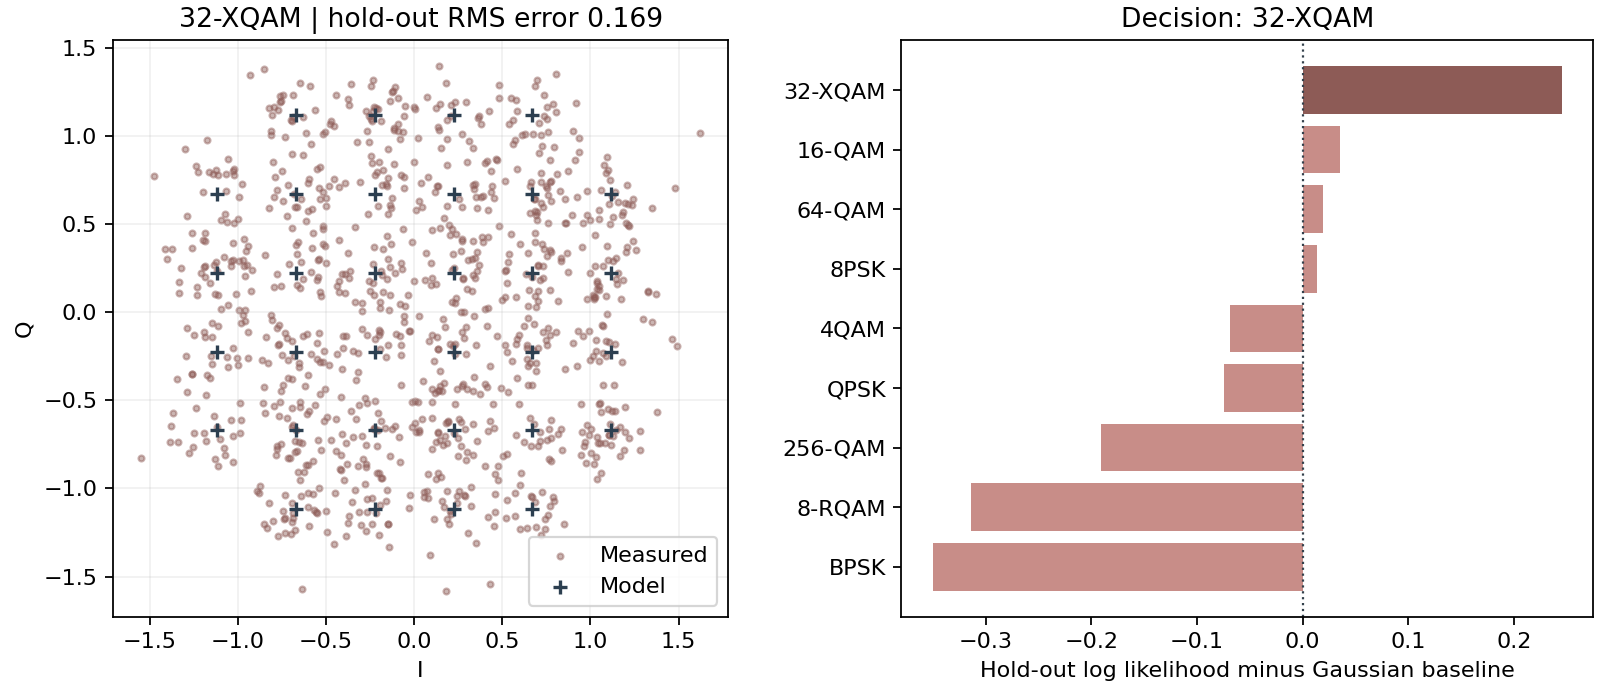 32-XQAM | hold-out RMS error 0.169
1.5
1.0
0.5
0.0
−0.5
−1.0
−1.5
Q
Measured
Model
−1.5
−1.0
−0.5
0.0
0.5
1.0
1.5
I
Decision: 32-XQAM
32-XQAM
16-QAM
64-QAM
8PSK
4QAM
QPSK
256-QAM
8-RQAM
BPSK
−0.3
−0.2
−0.1
0.0
0.1
0.2
Hold-out log likelihood minus Gaussian baseline